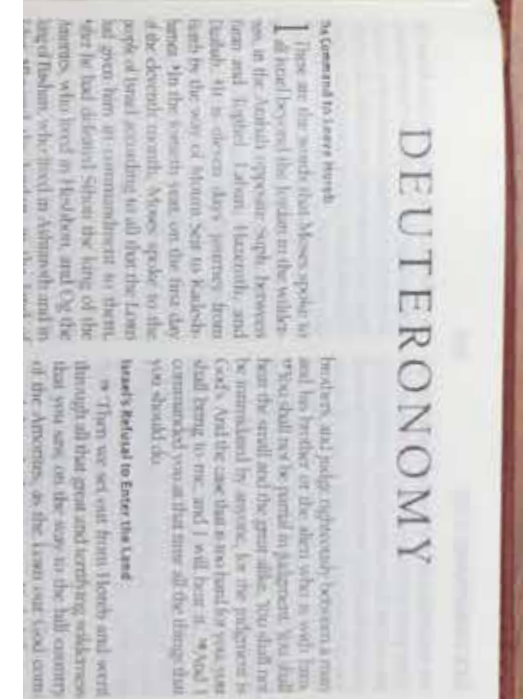 DEUTERONOMY
The Command to Leave Horeb
1 These are the words that Moses spoke to
all Israel beyond the Jordan in the wilder-
ness, in the Arabah opposite Suph, between
Paran and Tophel, Laban, Hazeroth, and
Dizahab. 2 It is eleven days' journey from
Horeb by the way of Mount Seir to Kadesh-
barnea. 3 In the fortieth year, on the first day
of the eleventh month, Moses spoke to the
people of Israel according to all that the LORD
had given him in commandment to them,
4 after he had defeated Sihon the king of the
Amorites, who lived in Heshbon, and Og the
king of Bashan, who lived in Ashtaroth and in
brothers, and judge righteously between a man
and his brother or the alien who is with him.
17 You shall not be partial in judgment. You shall
hear the small and the great alike. You shall not
be intimidated by anyone, for the judgment is
God's. And the case that is too hard for you, you
shall bring to me, and I will hear it.' 18 And I
commanded you at that time all the things that
you should do.
Israel's Refusal to Enter the Land
19 "Then we set out from Horeb and went
through all that great and terrifying wilderness
that you saw, on the way to the hill country
of the Amorites, as the LORD our God com